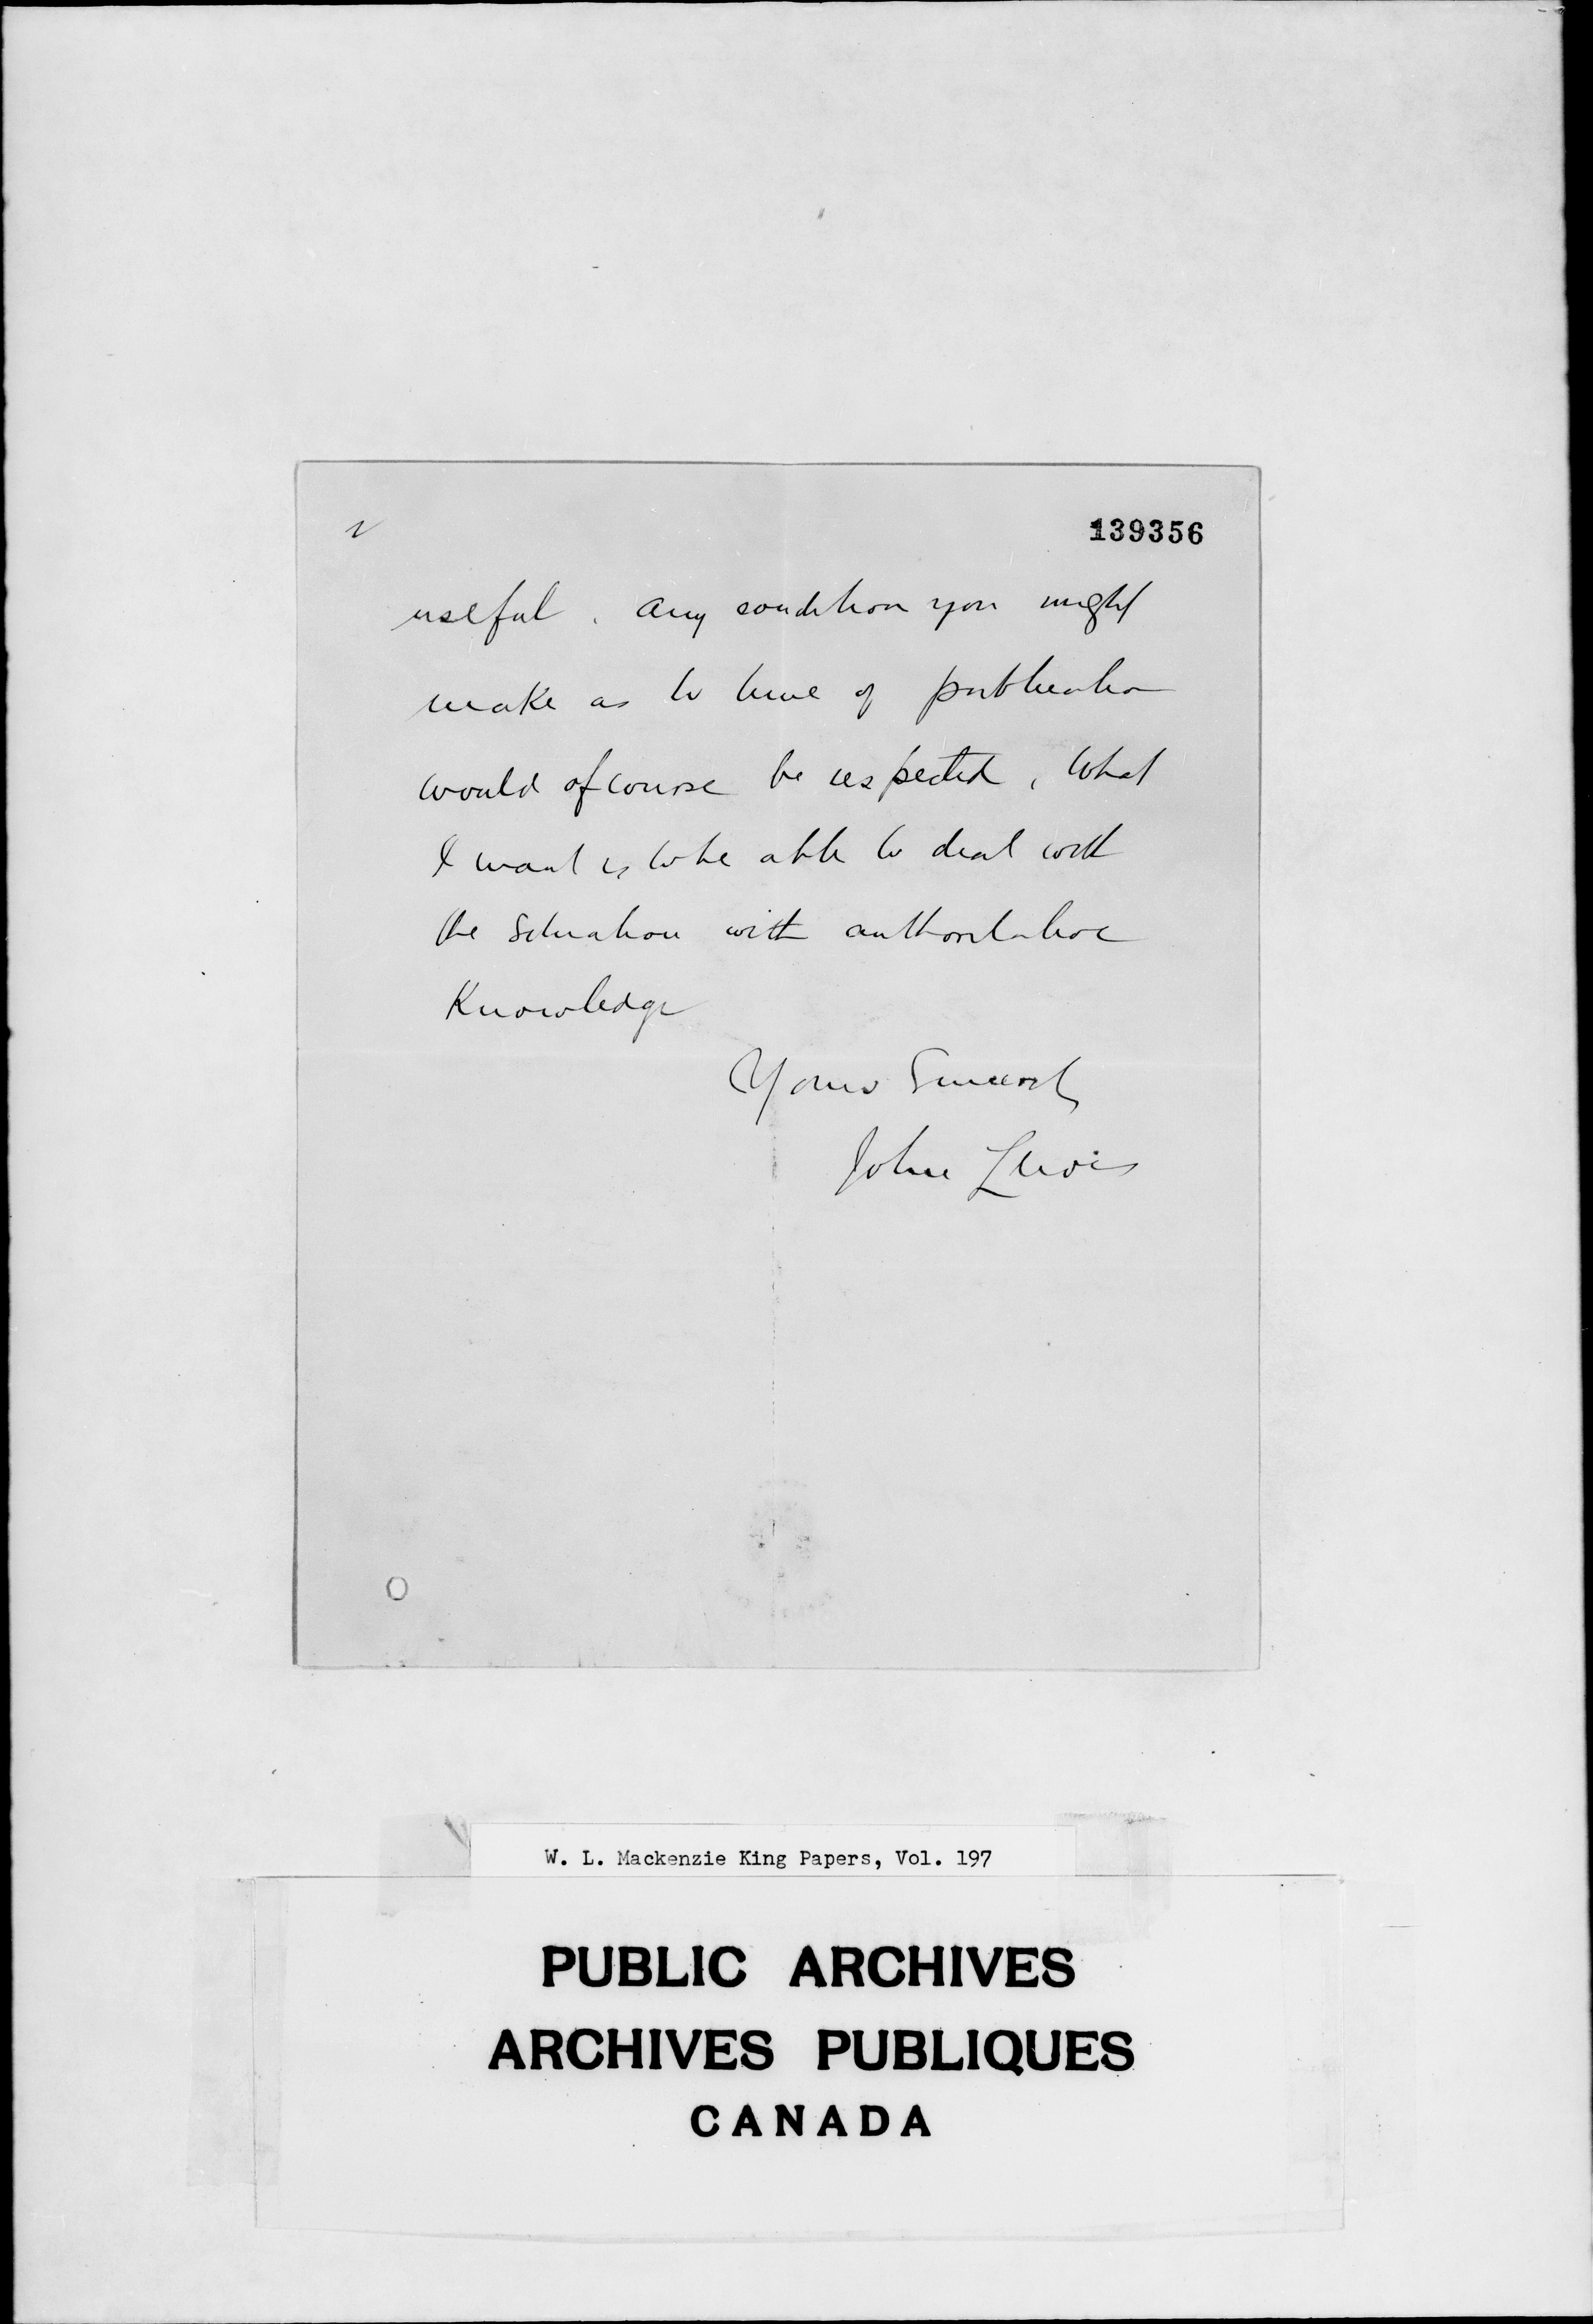 2
139356
useful. Any condition you might
make as to time of publication
would of course be respected. What
I want is to be able to deal with
the situation with authoritative
Knowledge
Yours Sincerely
John Lewis
W. L. Mackenzie King Papers, Vol. 197
PUBLIC ARCHIVES
ARCHIVES PUBLIQUES
CANADA